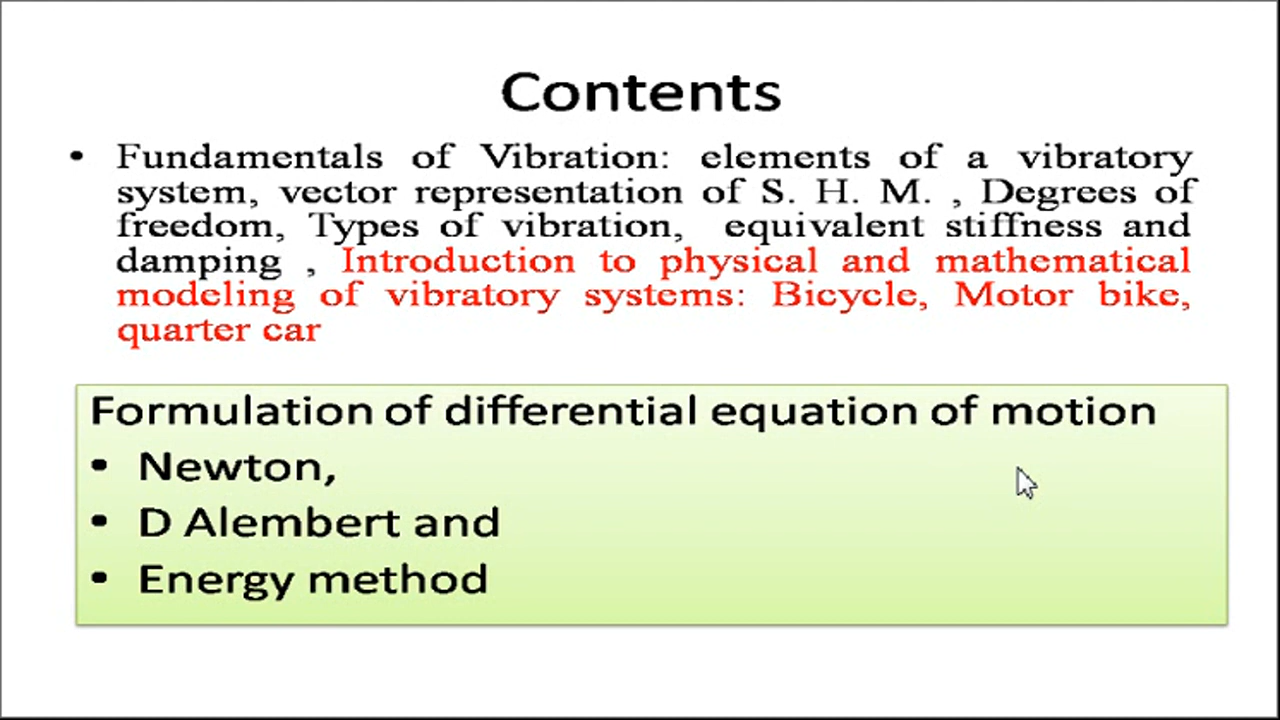 Contents
• Fundamentals of Vibration: elements of a vibratory
system, vector representation of S. H. M. , Degrees of
freedom, Types of vibration, equivalent stiffness and
damping , Introduction to physical and mathematical
modeling of vibratory systems: Bicycle, Motor bike,
quarter car
Formulation of differential equation of motion
• Newton,
• D Alembert and
• Energy method